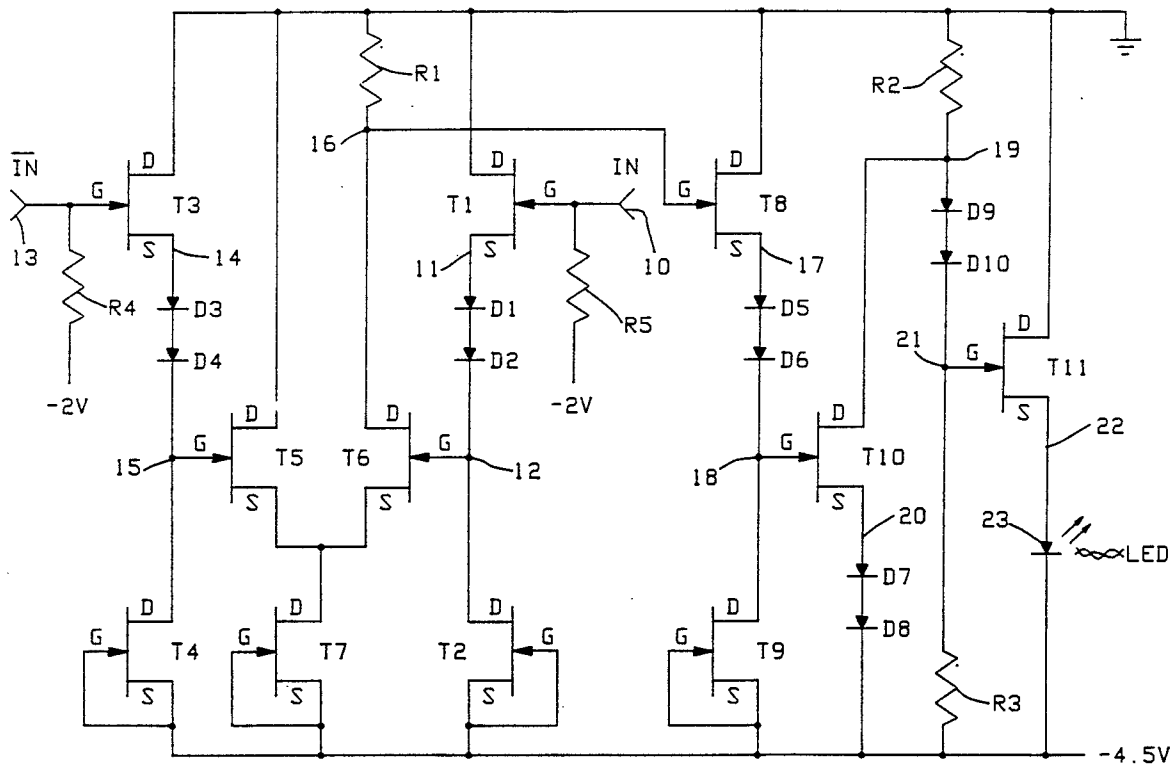 R1
R2
16
19
IN
D
D
IN
D
G
T3
T1
G
G
T8
D9
S
S
S
13
14
11
10
17
D10
R4
D3
D1
R5
D5
D
21
G
T11
D4
D2
D6
S
-2V
-2V
22
D
D
D
G
T5
T6
G
G
T10
15
12
18
S
S
S
20
23
LED
D7
D
D
D
D
D8
G
T4
G
T7
T2
G
G
T9
R3
S
S
S
S
-4.5V